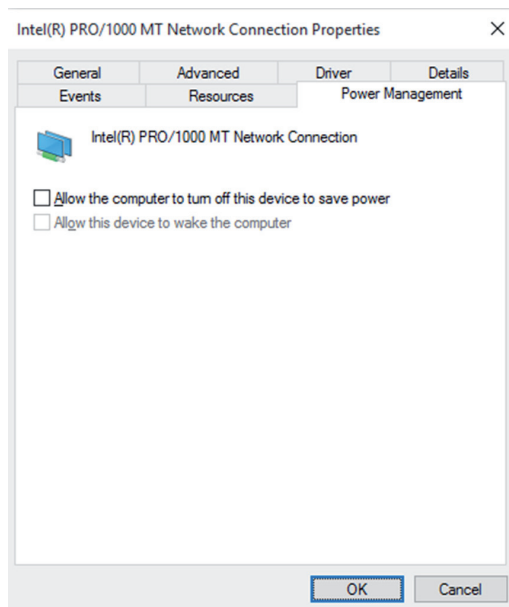 Intel(R) PRO/1000 MT Network Connection Properties
General Advanced Driver Details
Events Resources Power Management
Intel(R) PRO/1000 MT Network Connection
Allow the computer to turn off this device to save power
Allow this device to wake the computer
OK Cancel